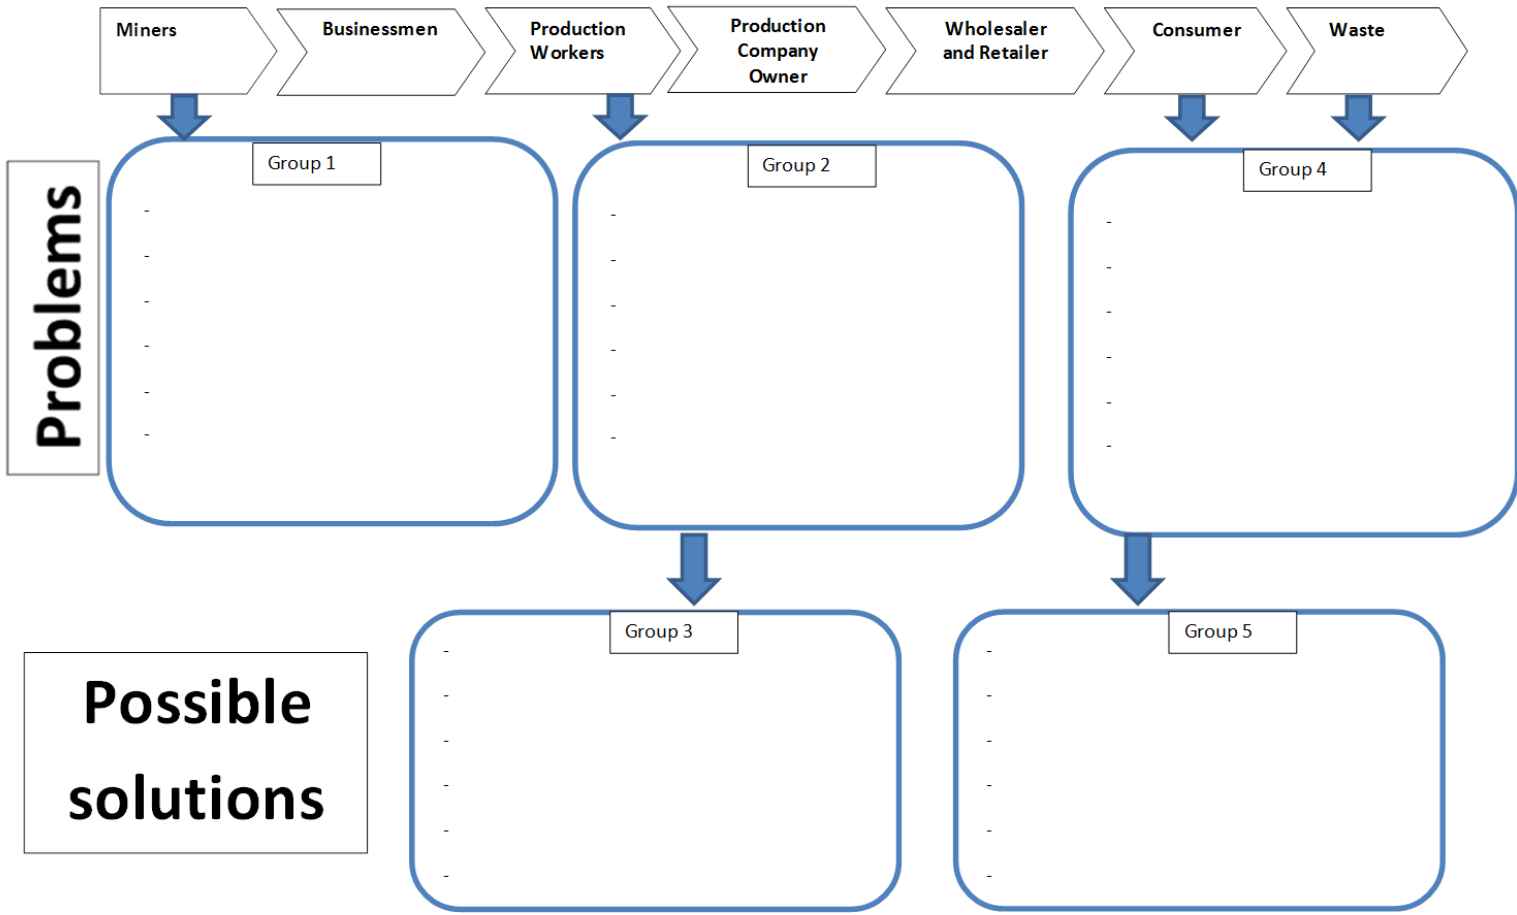 Miners
Businessmen
Production
Workers
Production
Company
Owner
Wholesaler
and Retailer
Consumer
Waste
Problems
Group 1
-
-
-
-
-
-
Group 2
-
-
-
-
-
-
Group 4
-
-
-
-
-
-
Possible
solutions
Group 3
-
-
-
-
-
-
Group 5
-
-
-
-
-
-